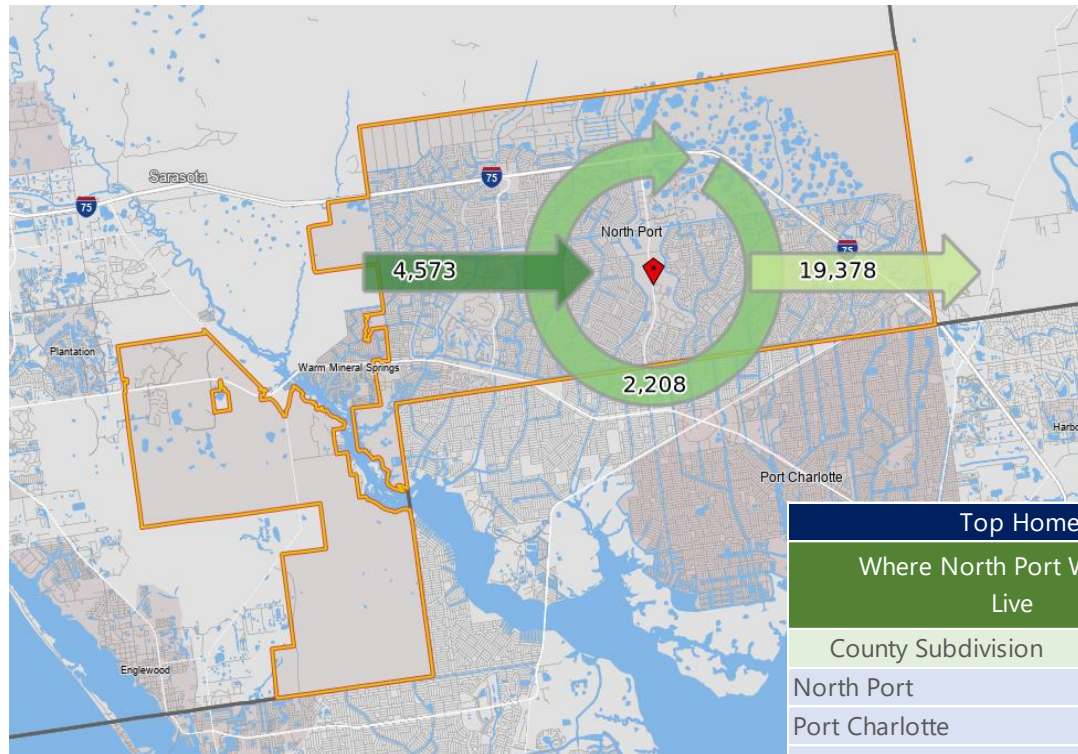 Sarasota
75
75
North Port
4,573
75
19,378
Plantation
Warm Mineral Springs
2,208
Port Charlotte
Englewood
Top Home
Where North Port W
Live
County Subdivision
North Port
Port Charlotte